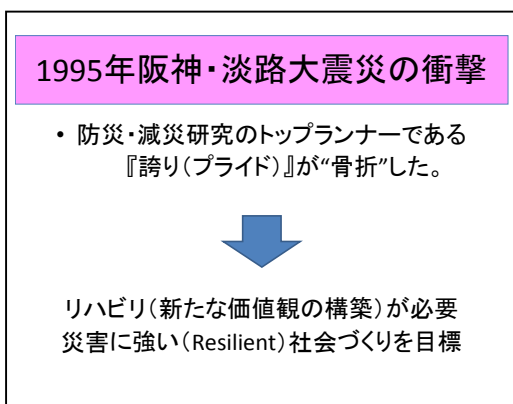 1995年阪神・淡路大震災の衝撃
• 防災・減災研究のトップランナーである
『誇り（プライド）』が“骨折”した。
リハビリ（新たな価値観の構築）が必要
災害に強い（Resilient）社会づくりを目標